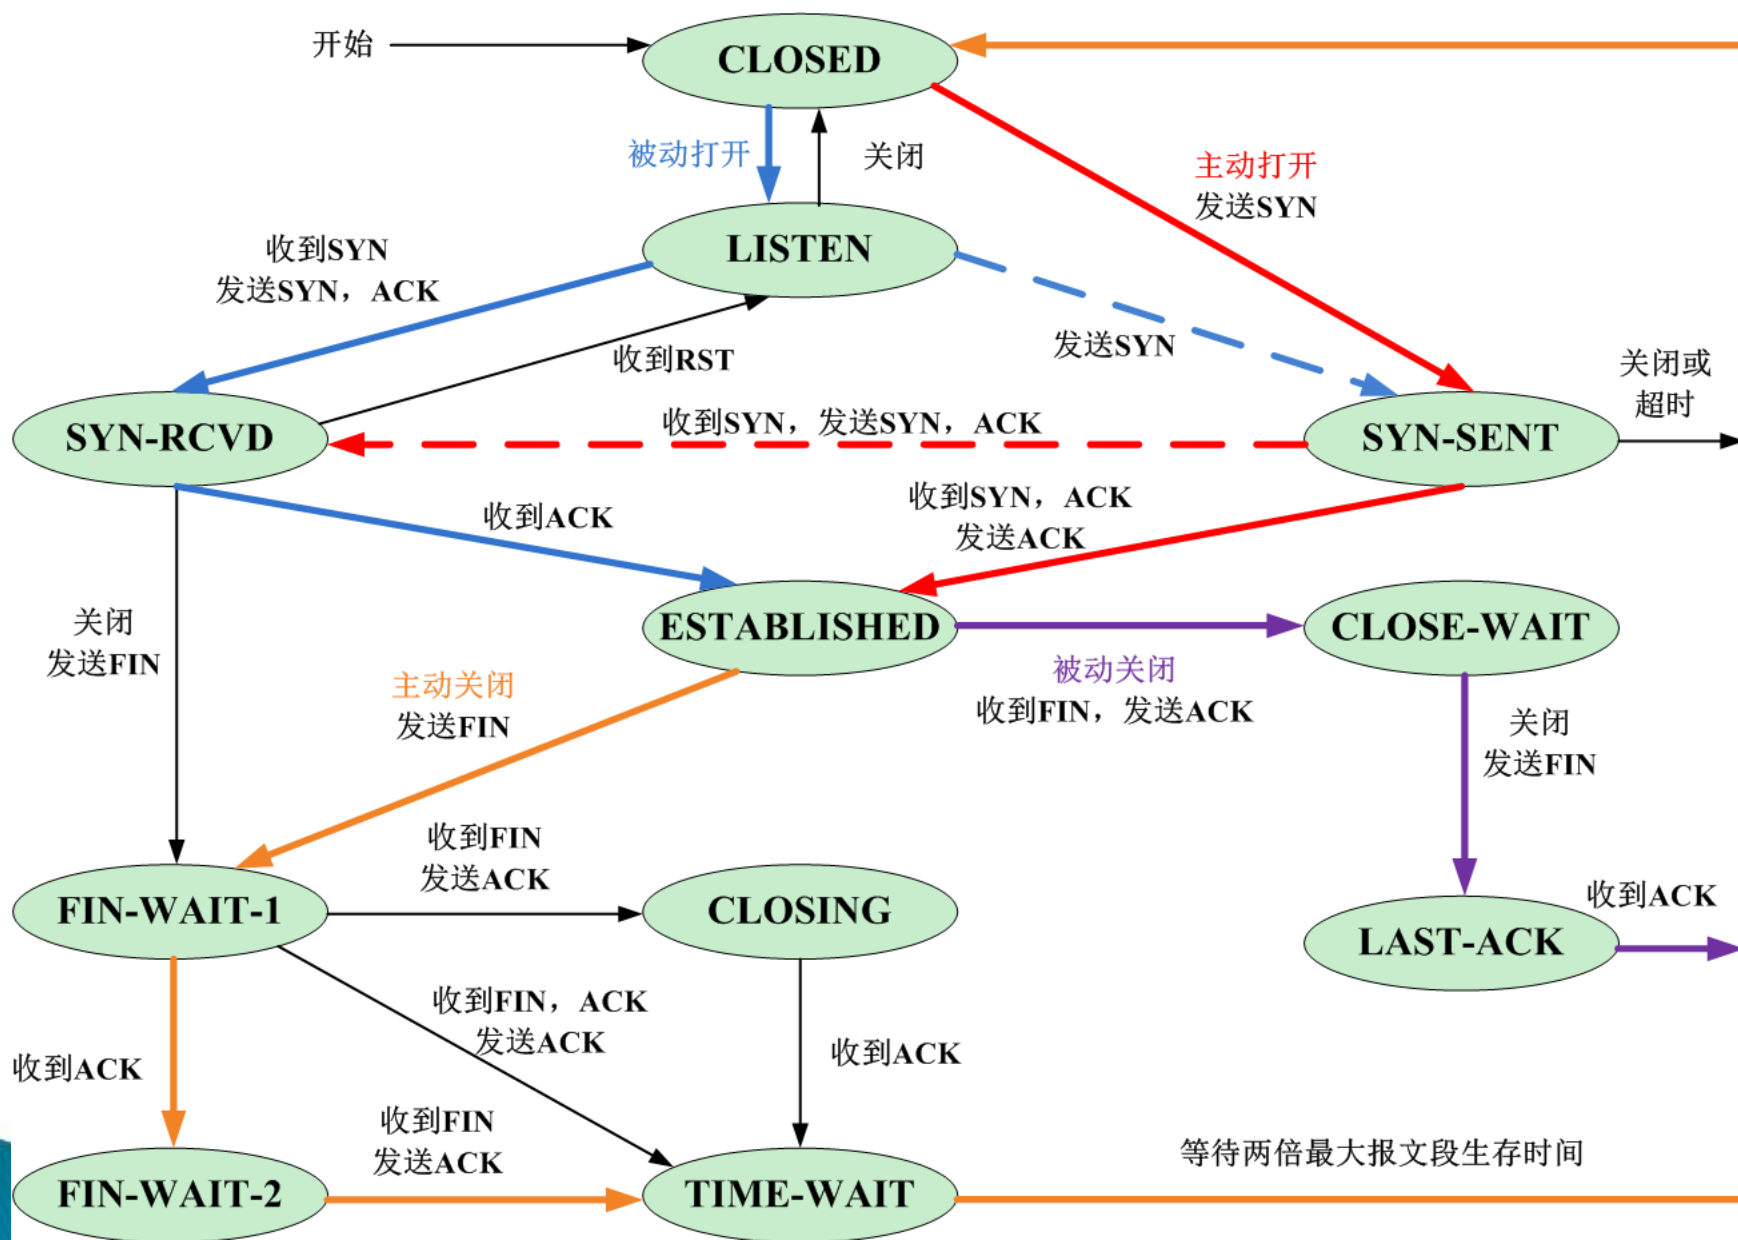 开始
CLOSED
被动打开
关闭
主动打开
发送SYN
收到SYN
发送SYN，ACK
LISTEN
收到RST
发送SYN
关闭或
超时
SYN-RCVD
收到SYN，发送SYN，ACK
SYN-SENT
收到ACK
收到SYN，ACK
发送ACK
关闭
发送FIN
ESTABLISHED
CLOSE-WAIT
主动关闭
发送FIN
被动关闭
收到FIN，发送ACK
关闭
发送FIN
收到FIN
发送ACK
FIN-WAIT-1
CLOSING
收到ACK
LAST-ACK
收到FIN，ACK
发送ACK
收到ACK
收到ACK
收到FIN
发送ACK
等待两倍最大报文段生存时间
FIN-WAIT-2
TIME-WAIT